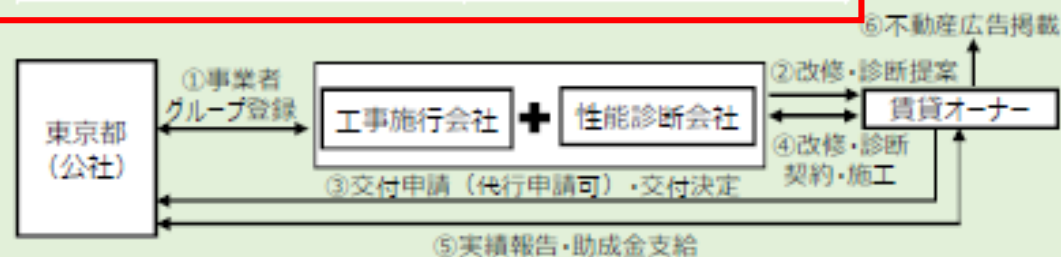 ⑥不動産広告掲載
①事業者
グループ登録
②改修・診断提案
東京都
（公社）
工事施行会社
＋
性能診断会社
賃貸オーナー
④改修・診断
契約・施工
③交付申請（代行申請可）・交付決定
⑤実績報告・助成金支給